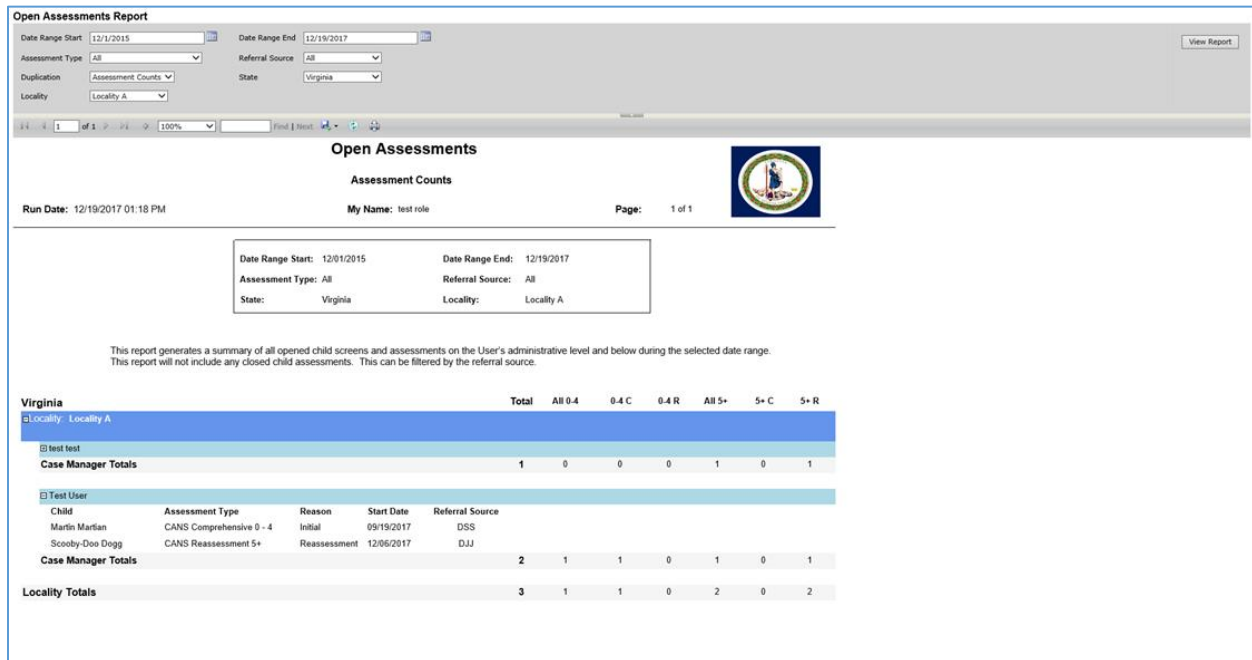 Open Assessments Report
Date Range Start 12/1/2015 Date Range End 12/19/2017 View Report
Assessment Type All Referral Source All
Duplication Assessment Counts State Virginia
Locality Locality A
1 of 1 100% Find | Next
Open Assessments
Assessment Counts
Run Date: 12/19/2017 01:18 PM My Name: test role Page: 1 of 1
Date Range Start: 12/01/2015 Date Range End: 12/19/2017
Assessment Type: All Referral Source: All
State: Virginia Locality: Locality A
This report generates a summary of all opened child screens and assessments on the User's administrative level and below during the selected date range.
This report will not include any closed child assessments. This can be filtered by the referral source.
Virginia Total All 0-4 0-4 C 0-4 R All 5+ 5+ C 5+ R
Locality: Locality A
test test
Case Manager Totals 1 0 0 0 1 0 1
Test User
Child Assessment Type Reason Start Date Referral Source
Martin Martian CANS Comprehensive 0 - 4 Initial 09/19/2017 DSS
Scooby-Doo Dogg CANS Reassessment 5+ Reassessment 12/06/2017 DJJ
Case Manager Totals 2 1 1 0 1 0 1
Locality Totals 3 1 1 0 2 0 2